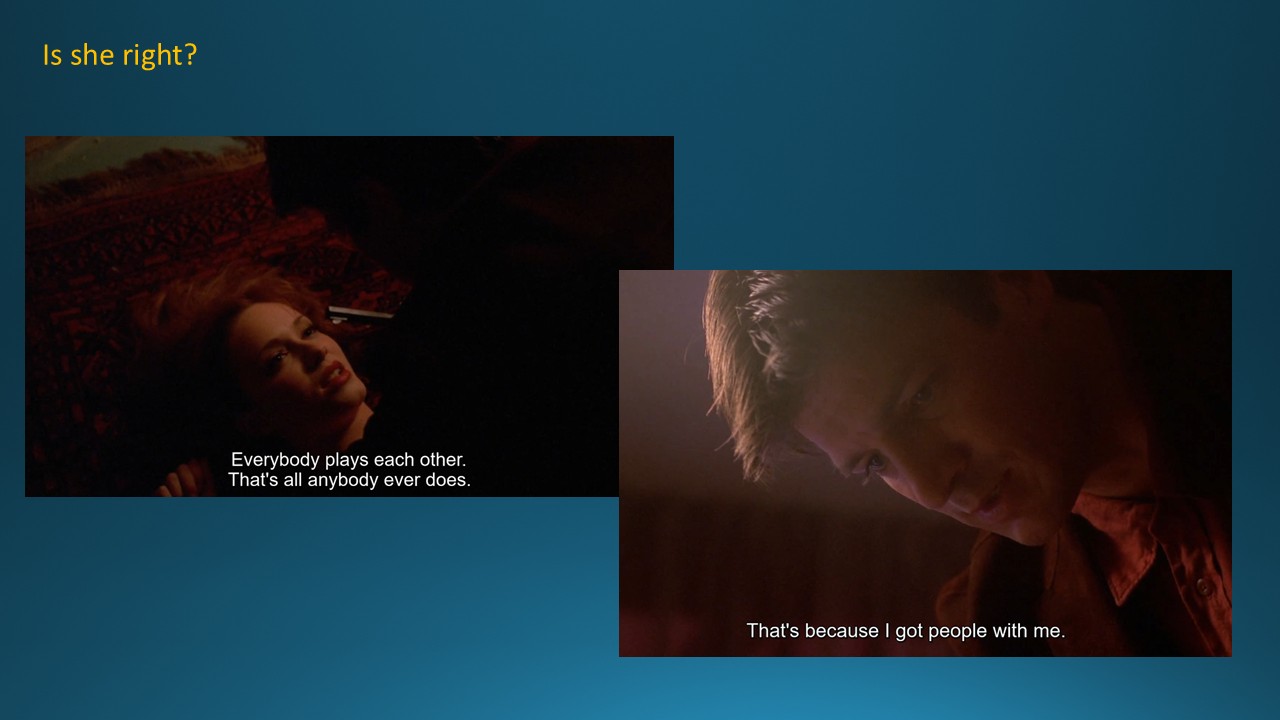 Is she right?
Everybody plays each other.
That's all anybody ever does.
That's because I got people with me.